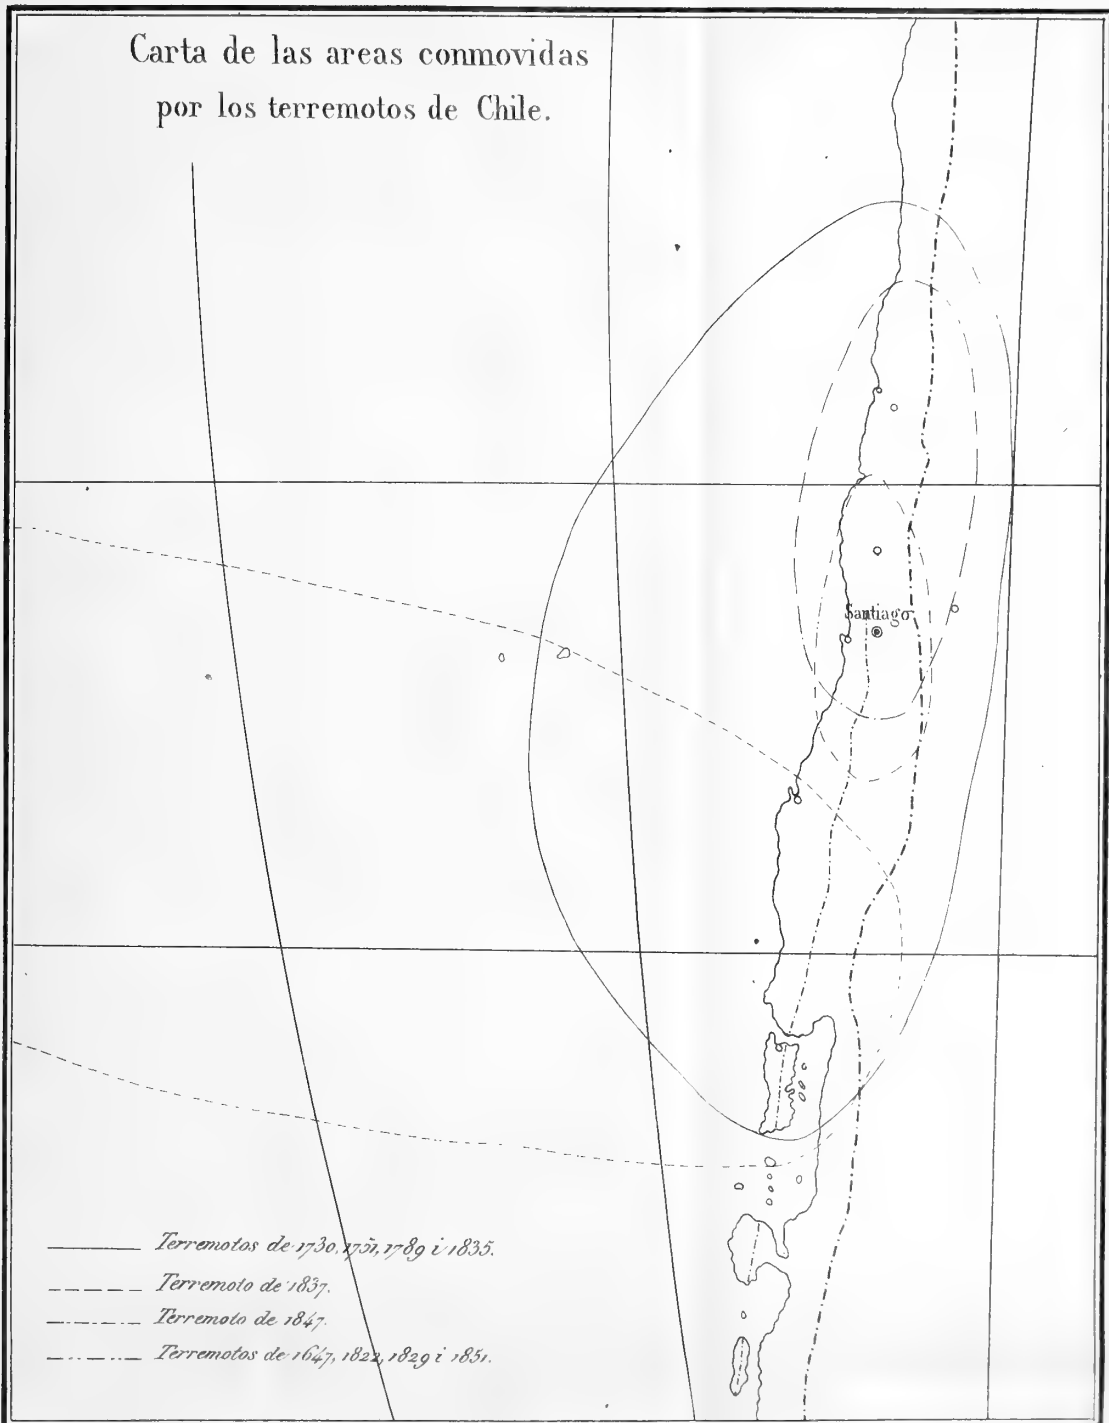 Carta de las areas conmovidas
por los terremotos de Chile.
Santiago
Terremotos de 1730, 1751, 1789 i 1835.
Terremoto de 1837.
Terremoto de 1847.
Terremotos de 1647, 1822, 1829 i 1851.